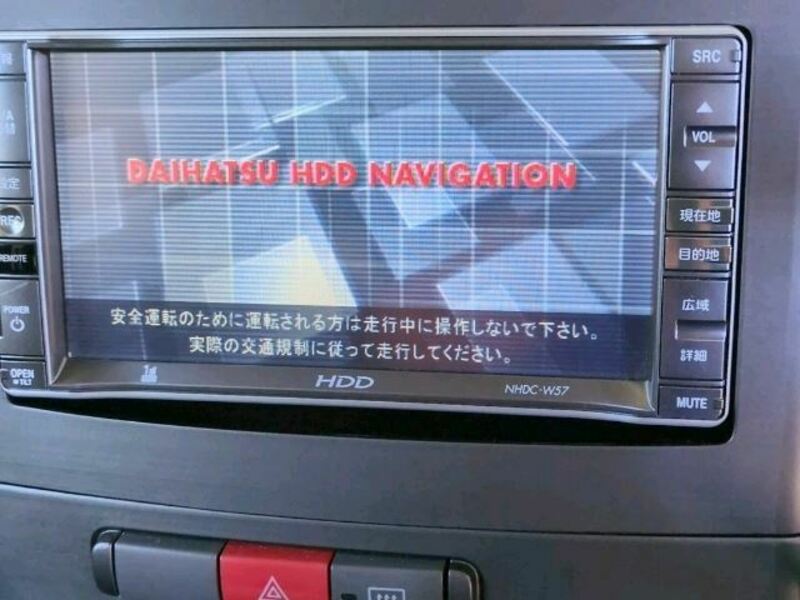 DAIHATSU HDD NAVIGATION
安全運転のために運転される方は走行中に操作しないで下さい。
実際の交通規制に従って走行してください。
HDD
NHDC-W57
REC
REMOTE
POWER
OPEN
TILT
SRC
VOL
現在地
目的地
広域
詳細
MUTE